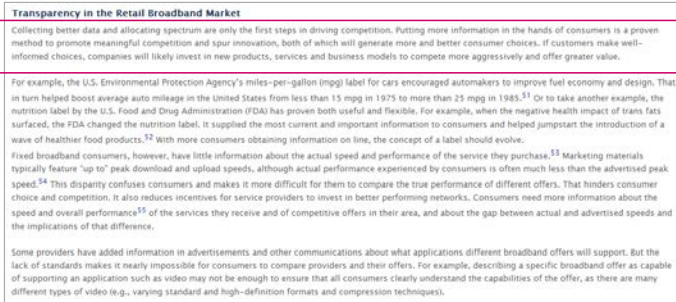 Transparency in the Retail Broadband Market
Collecting better data and allocating spectrum are only the first steps in driving competition. Putting more information in the hands of consumers is a proven
method to promote meaningful competition and spur innovation, both of which will generate more and better consumer choices. If customers make well-
informed choices, companies will likely invest in new products, services and business models to compete more aggressively and offer greater value.
For example, the U.S. Environmental Protection Agency's miles-per-gallon (mpg) label for cars encouraged automakers to improve fuel economy and design. That
in turn helped boost average auto mileage in the United States from less than 15 mpg in 1975 to more than 25 mpg in 1985.51 Or to take another example, the
nutrition label by the U.S. Food and Drug Administration (FDA) has proven both useful and flexible. For example, when the negative health impact of trans fats
surfaced, the FDA changed the nutrition label. It supplied the most current and important information to consumers and helped jumpstart the introduction of a
wave of healthier food products.52 With more consumers obtaining information on line, the concept of a label should evolve.
Fixed broadband consumers, however, have little information about the actual speed and performance of the service they purchase.53 Marketing materials
typically feature "up to" peak download and upload speeds, although actual performance experienced by consumers is often much less than the advertised peak
speed.54 This disparity confuses consumers and makes it more difficult for them to compare the true performance of different offers. That hinders consumer
choice and competition. It also reduces incentives for service providers to invest in better performing networks. Consumers need more information about the
speed and overall performance55 of the services they receive and of competitive offers in their area, and about the gap between actual and advertised speeds and
the implications of that difference.
Some providers have added information in advertisements and other communications about what applications different broadband offers will support. But the
lack of standards makes it nearly impossible for consumers to compare providers and their offers. For example, describing a specific broadband offer as capable
of supporting an application such as video may not be enough to ensure that all consumers clearly understand the capabilities of the offer, as there are many
different types of video (e.g., varying standard and high-definition formats and compression techniques).